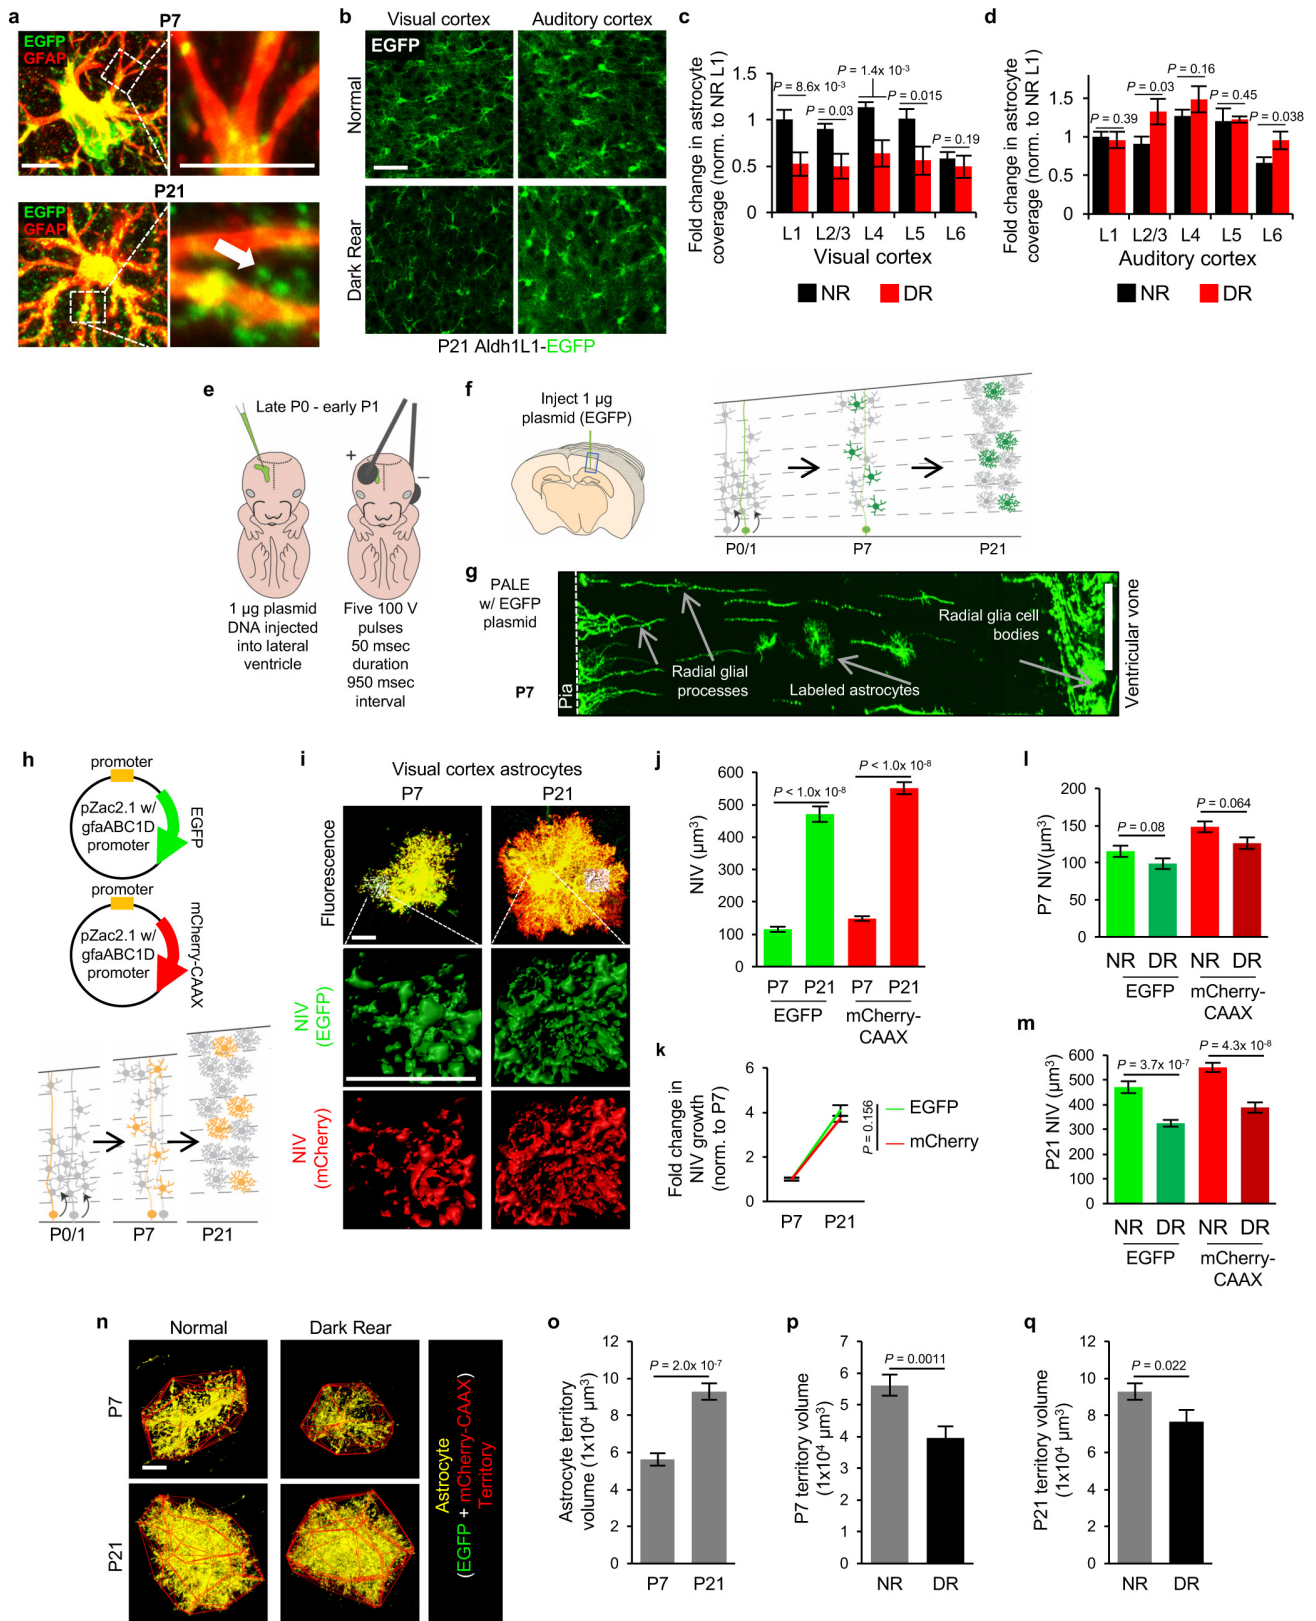 a
P7
EGFP
GFAP
P21
EGFP
GFAP
b
Visual cortex
Auditory cortex
EGFP
Normal
Dark Rear
P21 Aldh1L1-EGFP
c
Fold change in astrocyte
coverage (norm. to NR L1)
1.5
1
0.5
0
P = 8.6x 10-3
P = 0.03
P = 1.4x 10-3
P = 0.015
P = 0.19
L1 L2/3 L4 L5 L6
Visual cortex
NR DR
d
Fold change in astrocyte
coverage (norm. to NR L1)
1.5
1
0.5
0
P = 0.39
P = 0.03
P = 0.16
P = 0.45
P = 0.038
L1 L2/3 L4 L5 L6
Auditory cortex
NR DR
e
Late P0 - early P1
+
–
1 µg plasmid
DNA injected
into lateral
ventricle
Five 100 V
pulses
50 msec
duration
950 msec
interval
f
Inject 1 µg
plasmid (EGFP)
P0/1
P7
P21
g
PALE
w/ EGFP
plasmid
P7
Pia
Radial glial
processes
Labeled astrocytes
Radial glia cell
bodies
Ventricular vone
h
promoter
pZac2.1 w/
gfaABC1D
promoter
EGFP
promoter
pZac2.1 w/
gfaABC1D
promoter
mCherry-CAAX
P0/1
P7
P21
i
Visual cortex astrocytes
P7
P21
Fluorescence
NIV
(EGFP)
NIV
(mCherry)
j
NIV (µm3)
600
500
400
300
200
100
0
P < 1.0x 10-8
P < 1.0x 10-8
P7 P21 P7 P21
EGFP
mCherry-
CAAX
k
Fold change in
NIV growth
(norm. to P7)
6
4
2
0
P7 P21
P = 0.156
EGFP
mCherry
l
P7 NIV(µm3)
200
150
100
50
0
P = 0.08
P = 0.064
NR DR NR DR
EGFP
mCherry-
CAAX
m
P21 NIV (µm3)
600
500
400
300
200
100
0
P = 3.7x 10-7
P = 4.3x 10-8
NR DR NR DR
EGFP
mCherry-
CAAX
n
Normal
Dark Rear
P7
P21
Astrocyte
(EGFP + mCherry-CAAX)
Territory
o
Astrocyte territory
volume (1x104 µm3)
12
10
8
6
4
2
0
P = 2.0x 10-7
P7 P21
p
P7 territory volume
(1x104 µm3)
7
6
5
4
3
2
1
0
P = 0.0011
NR DR
q
P21 territory volume
(1x104 µm3)
12
10
8
6
4
2
0
P = 0.022
NR DR